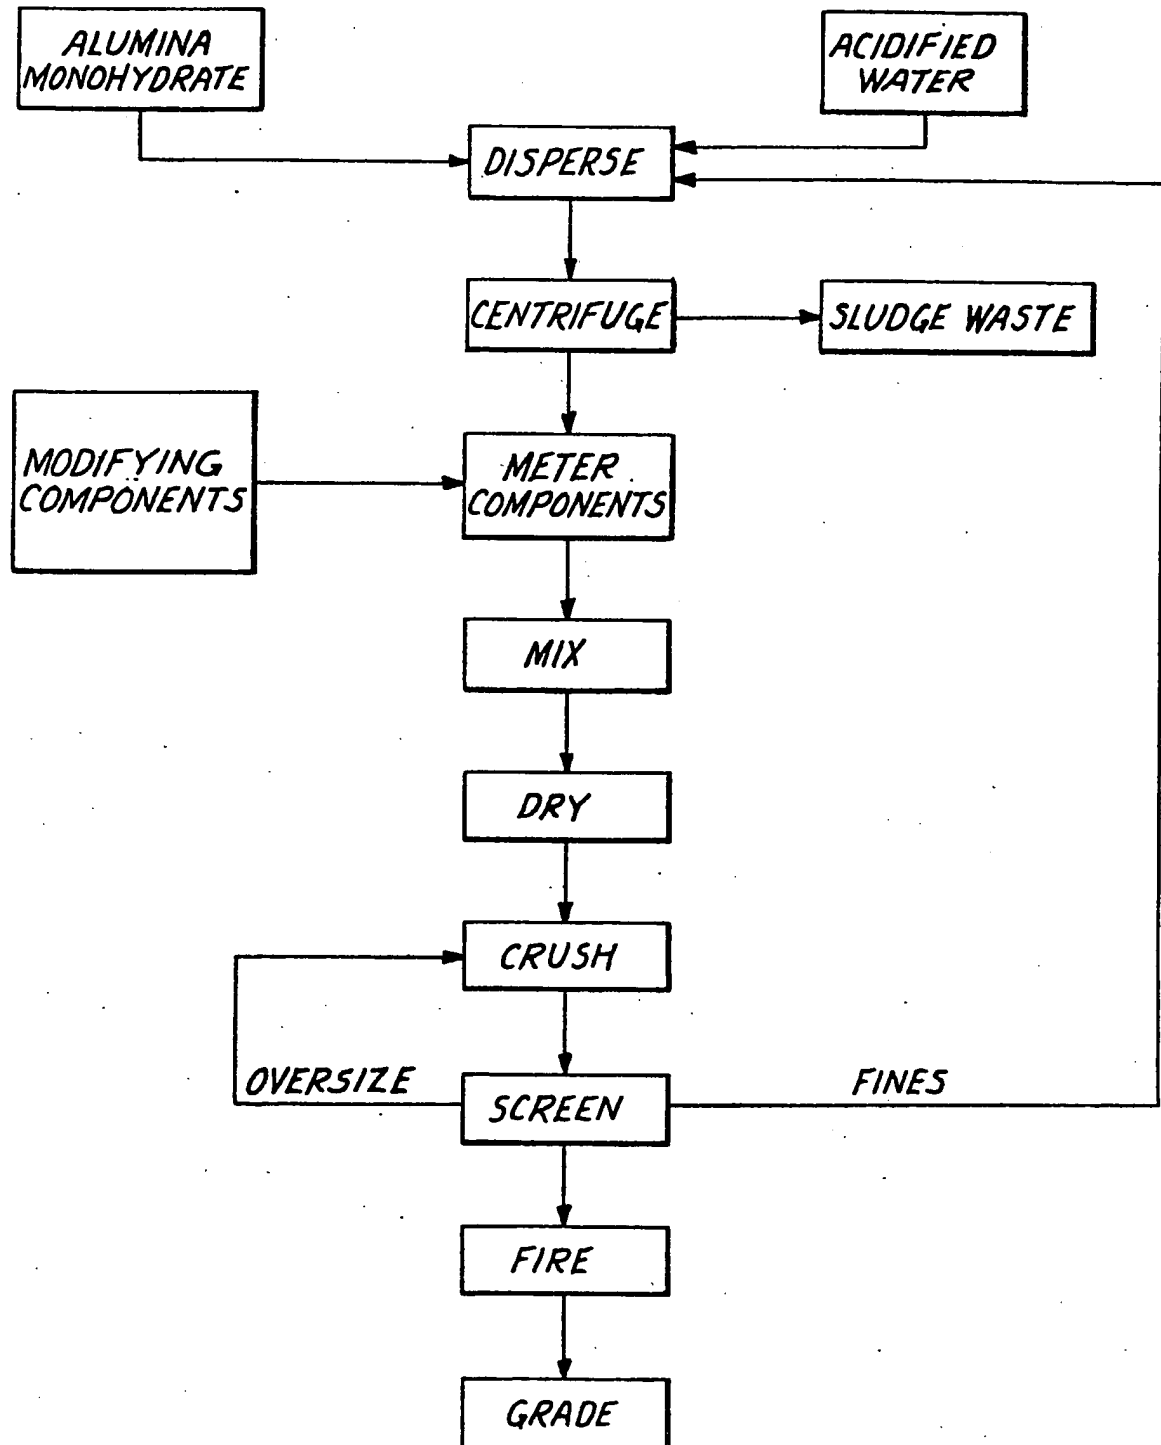 ALUMINA
MONOHYDRATE
ACIDIFIED
WATER
DISPERSE
CENTRIFUGE
SLUDGE WASTE
MODIFYING
COMPONENTS
METER
COMPONENTS
MIX
DRY
CRUSH
OVERSIZE
FINES
SCREEN
FIRE
GRADE